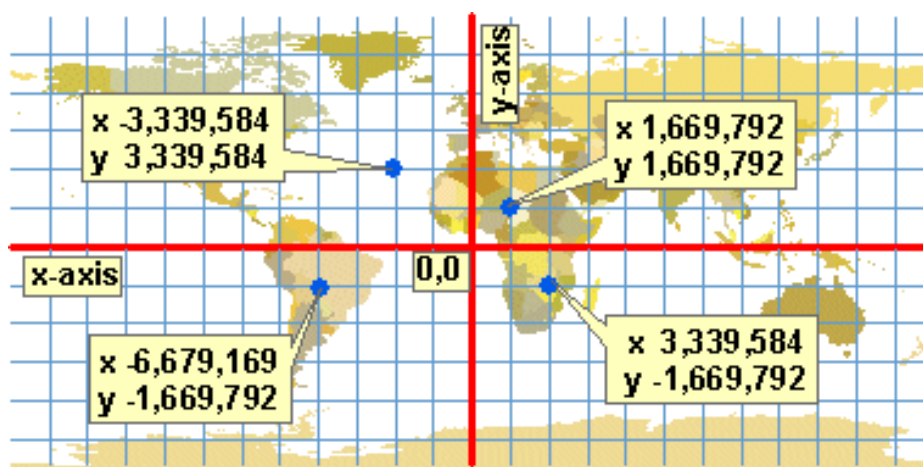 y-axis
x -3,339,584
y 3,339,584
x 1,669,792
y 1,669,792
x-axis
0,0
x -6,679,169
y -1,669,792
x 3,339,584
y -1,669,792